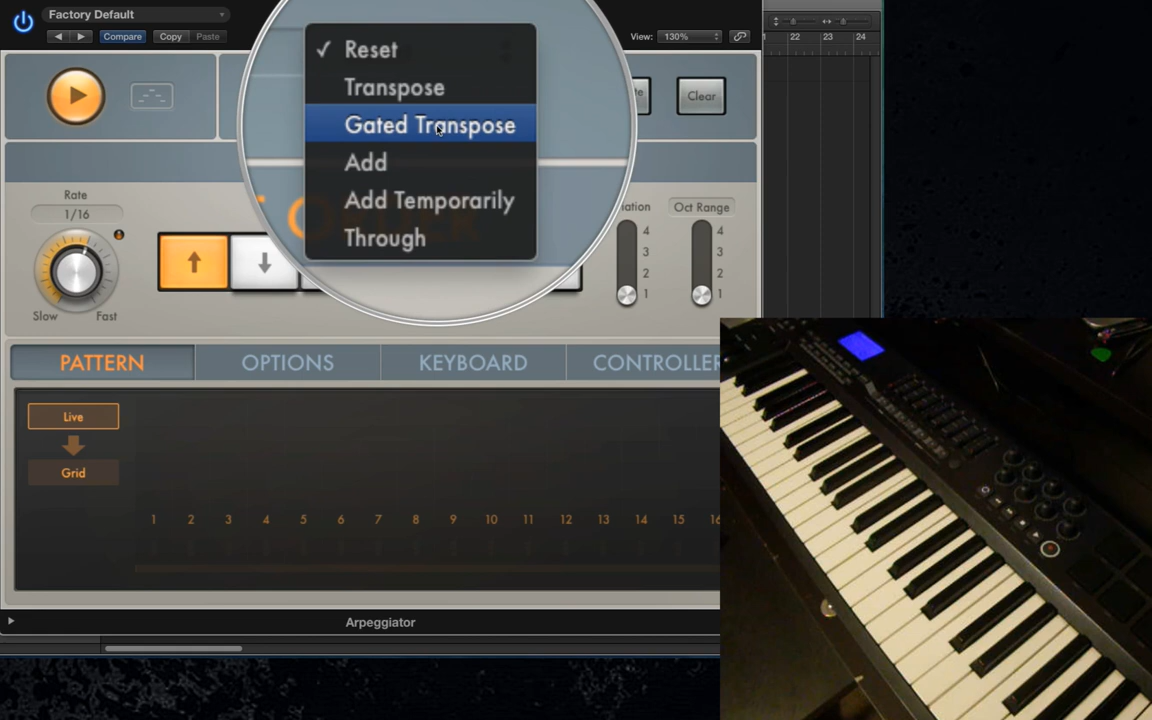 Factory Default
Compare
Copy
Paste
View:
130%
22
23
24
✓ Reset
Transpose
Gated Transpose
Add
Add Temporarily
Through
Clear
Rate
1/16
Slow
Fast
Oct Range
4
3
2
1
4
3
2
1
PATTERN
OPTIONS
KEYBOARD
CONTROLLER
Live
Grid
1
2
3
4
5
6
7
8
9
10
11
12
13
14
15
16
Arpeggiator